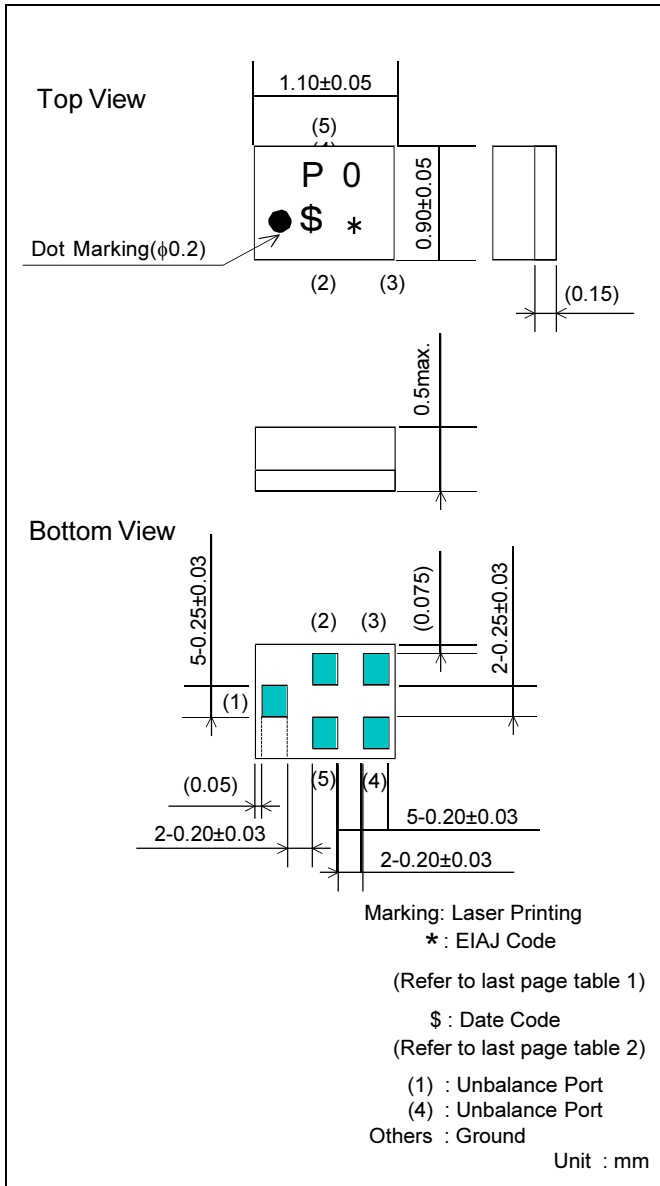 1.10±0.05
Top View
(5)
P 0
$ *
0.90±0.05
Dot Marking(ϕ0.2)
(2) (3)
(0.15)
0.5max.
Bottom View
5-0.25±0.03
(0.075)
2-0.25±0.03
(2) (3)
(1)
(0.05)
(5) (4)
5-0.20±0.03
2-0.20±0.03
2-0.20±0.03
Marking: Laser Printing
* : EIAJ Code
(Refer to last page table 1)
$ : Date Code
(Refer to last page table 2)
(1) : Unbalance Port
(4) : Unbalance Port
Others : Ground
Unit : mm